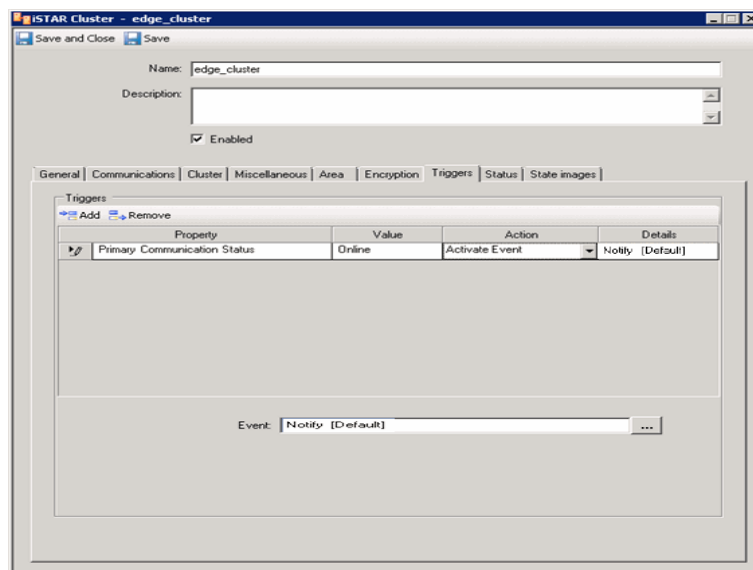 iSTAR Cluster - edge_cluster
Save and Close Save
Name: edge_cluster
Description:
Enabled
General Communications Cluster Miscellaneous Area Encryption Triggers Status State images
Triggers
Add Remove
Property Value Action Details
Primary Communication Status Online Activate Event Notify [Default]
Event: Notify [Default] ...